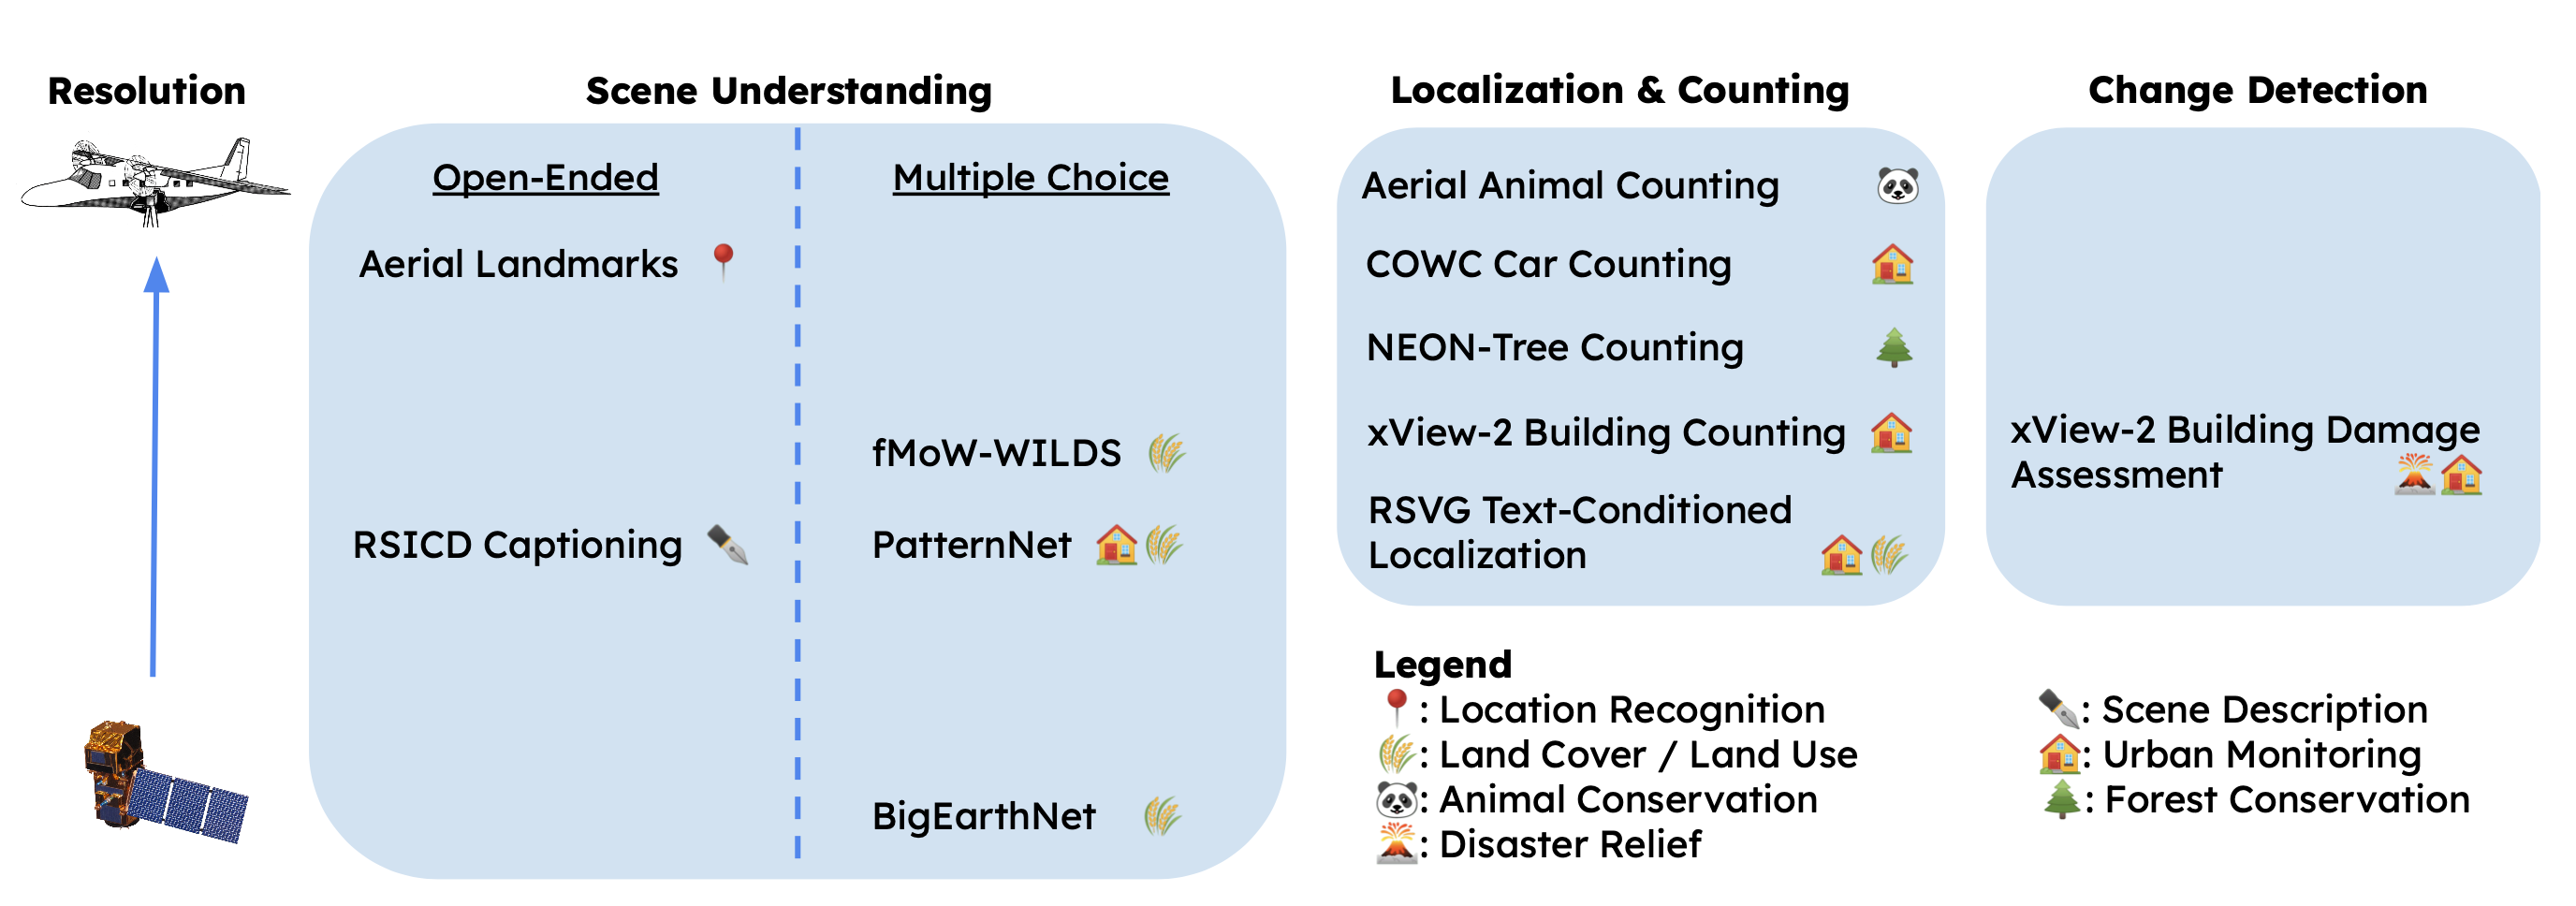 Resolution
Scene Understanding
Open-Ended
Multiple Choice
Aerial Landmarks
fMoW-WILDS
RSICD Captioning
PatternNet
BigEarthNet
Localization & Counting
Aerial Animal Counting
COWC Car Counting
NEON-Tree Counting
xView-2 Building Counting
RSVG Text-Conditioned
Localization
Change Detection
xView-2 Building Damage
Assessment
Legend
: Location Recognition
: Land Cover / Land Use
: Animal Conservation
: Disaster Relief
: Scene Description
: Urban Monitoring
: Forest Conservation